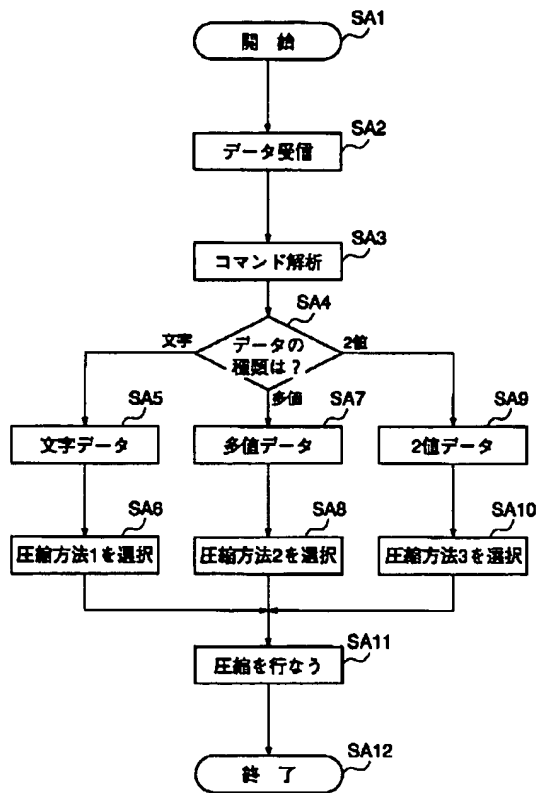 SA1
開 始
SA2
データ受信
SA3
コマンド解析
SA4
データの
種類は？
文字
多値
2値
SA5
文字データ
SA7
多値データ
SA9
2値データ
SA6
圧縮方法1を選択
SA8
圧縮方法2を選択
SA10
圧縮方法3を選択
SA11
圧縮を行なう
SA12
終 了